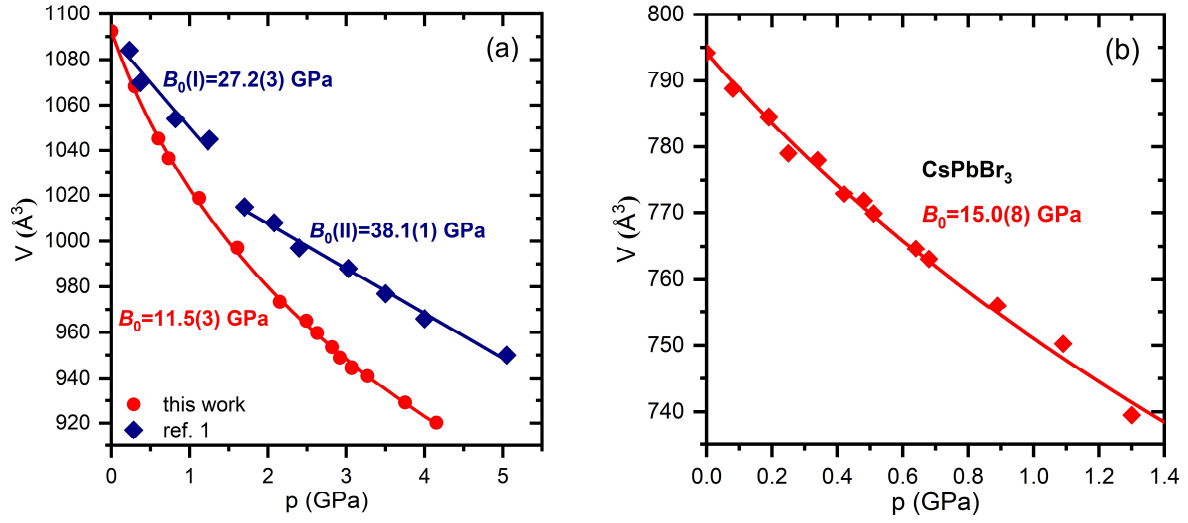 (a)
B₀(I)=27.2(3) GPa
B₀(II)=38.1(1) GPa
B₀=11.5(3) GPa
this work
ref. 1
1100
1080
1060
1040
1020
1000
980
960
940
920
V (Å³)
0 1 2 3 4 5
p (GPa)
(b)
CsPbBr₃
B₀=15.0(8) GPa
800
790
780
770
760
750
740
V (Å³)
0.0 0.2 0.4 0.6 0.8 1.0 1.2 1.4
p (GPa)